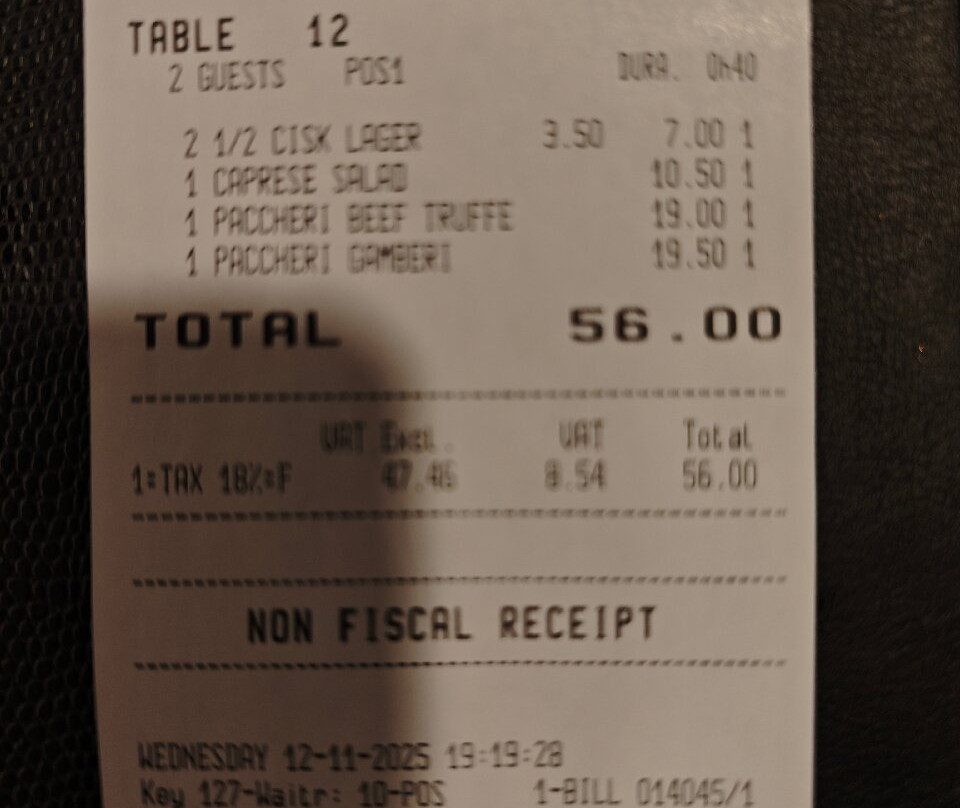 TABLE 12
2 GUESTS POS1 DURA. 0h40
2 1/2 CISK LAGER 3.50 7.00 1
1 CAPRESE SALAD 10.50 1
1 PACCHERI BEEF TRUFFE 19.00 1
1 PACCHERI GAMBERI 19.50 1
TOTAL 56.00
VAT Excl. VAT Total
1=TAX 18%=F 47.46 8.54 56.00
NON FISCAL RECEIPT
WEDNESDAY 12-11-2025 19:19:28
Key 127-Waitr: 10-POS 1-BILL 014045/1